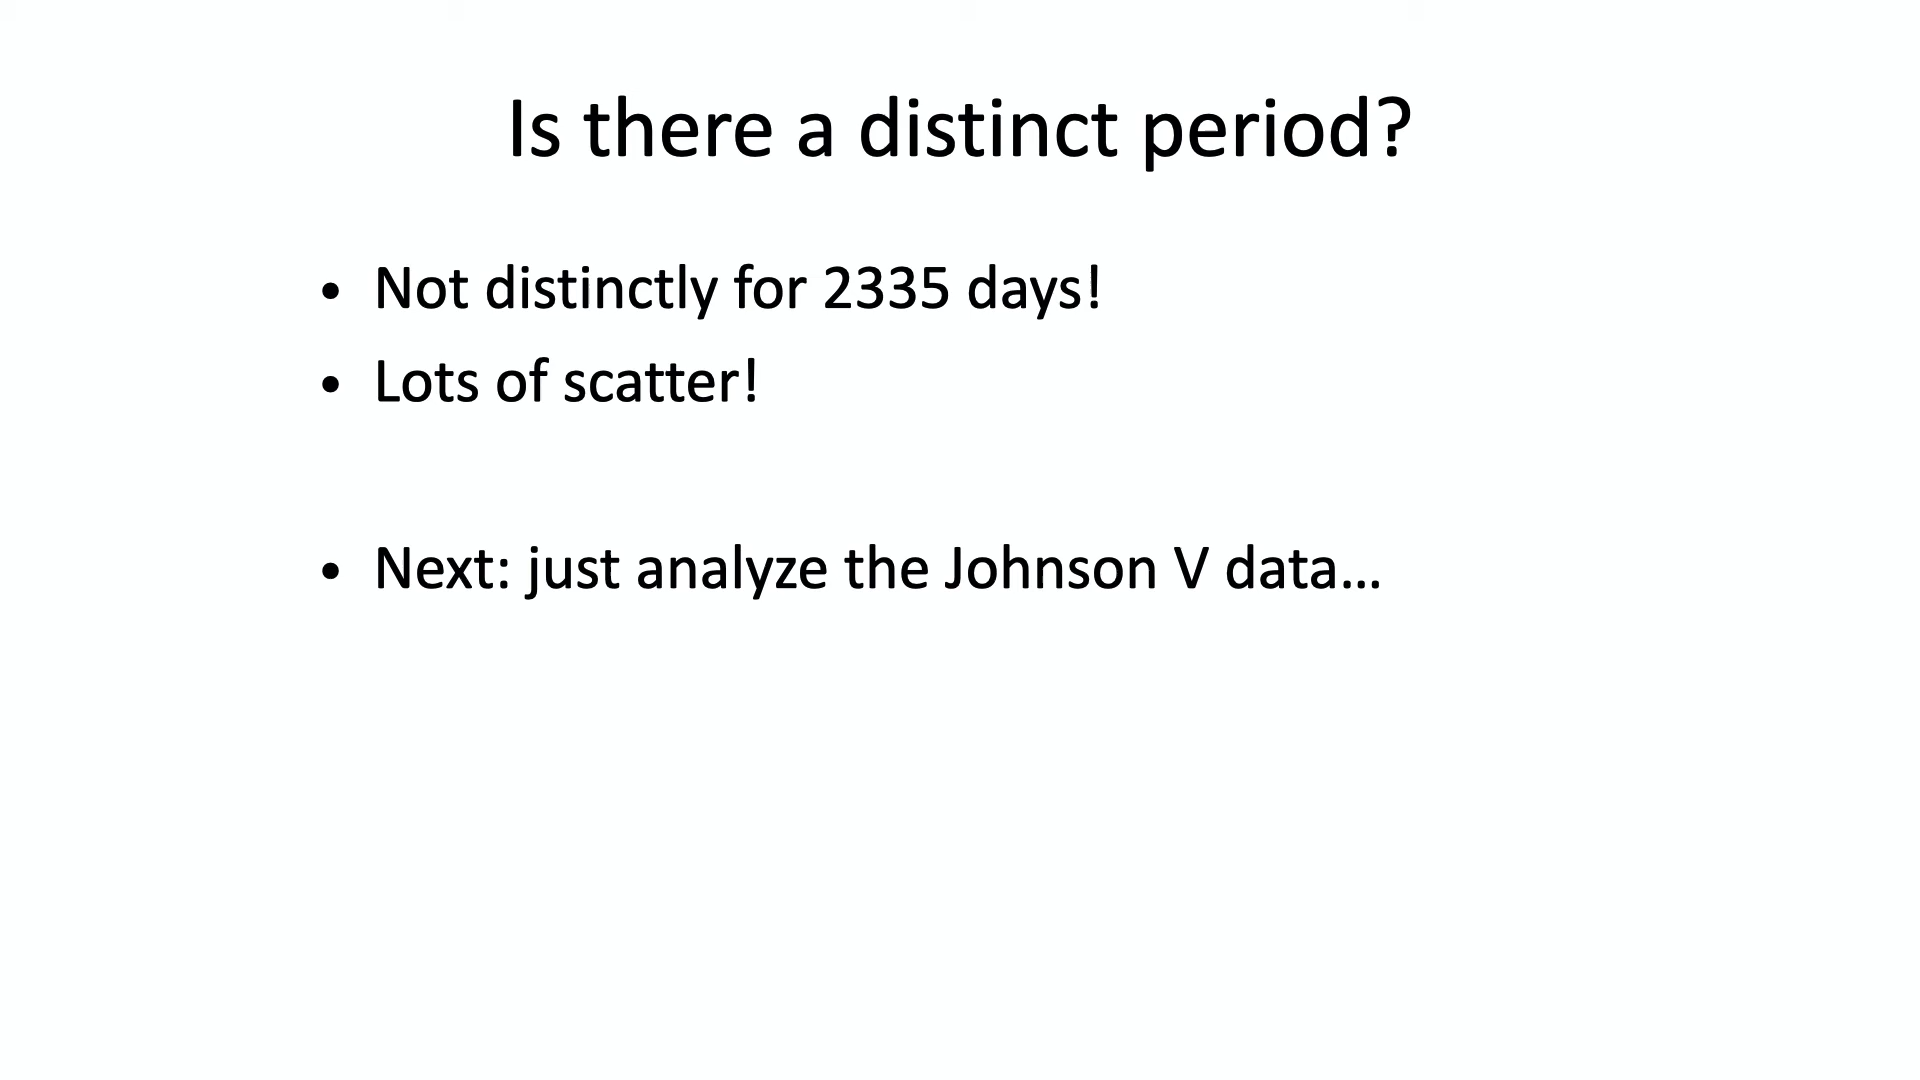 Is there a distinct period?
• Not distinctly for 2335 days!
• Lots of scatter!
• Next: just analyze the Johnson V data...